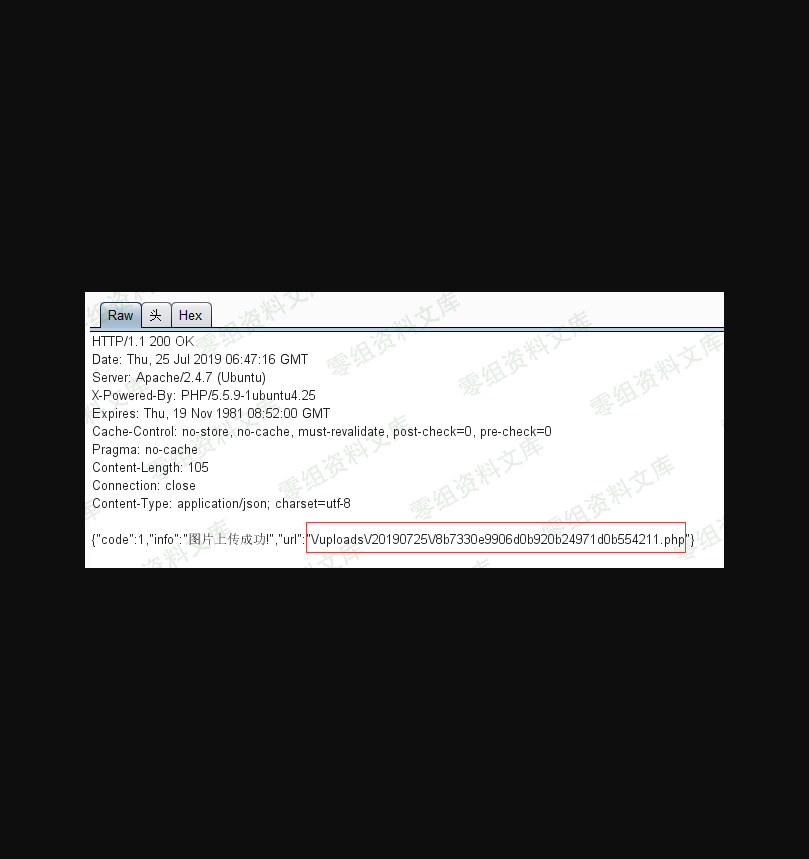 Raw 头 Hex
HTTP/1.1 200 OK
Date: Thu, 25 Jul 2019 06:47:16 GMT
Server: Apache/2.4.7 (Ubuntu)
X-Powered-By: PHP/5.5.9-1ubuntu4.25
Expires: Thu, 19 Nov 1981 08:52:00 GMT
Cache-Control: no-store, no-cache, must-revalidate, post-check=0, pre-check=0
Pragma: no-cache
Content-Length: 105
Connection: close
Content-Type: application/json; charset=utf-8
{"code":1,"info":"图片上传成功!","url":"\/uploads\/20190725\/8b7330e9906d0b920b24971d0b554211.php"}
零组资料文库